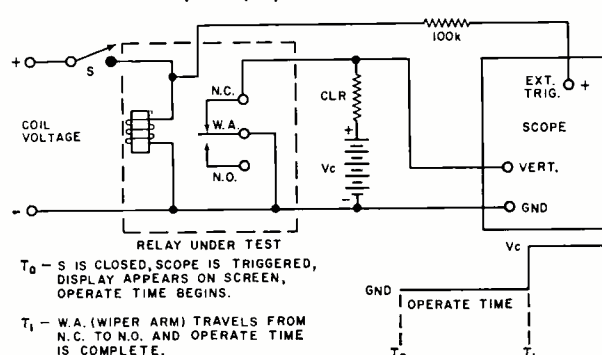 100k
+
S
N.C.
CLR
EXT.
TRIG.
+
SCOPE
COIL
VOLTAGE
W.A.
+
Vc
VERT.
N.O.
-
-
GND
RELAY UNDER TEST
Vc
T₀ – S IS CLOSED, SCOPE IS TRIGGERED,
DISPLAY APPEARS ON SCREEN,
OPERATE TIME BEGINS.
GND
OPERATE TIME
T₁ – W.A. (WIPER ARM) TRAVELS FROM
N.C. TO N.O. AND OPERATE TIME
IS COMPLETE.